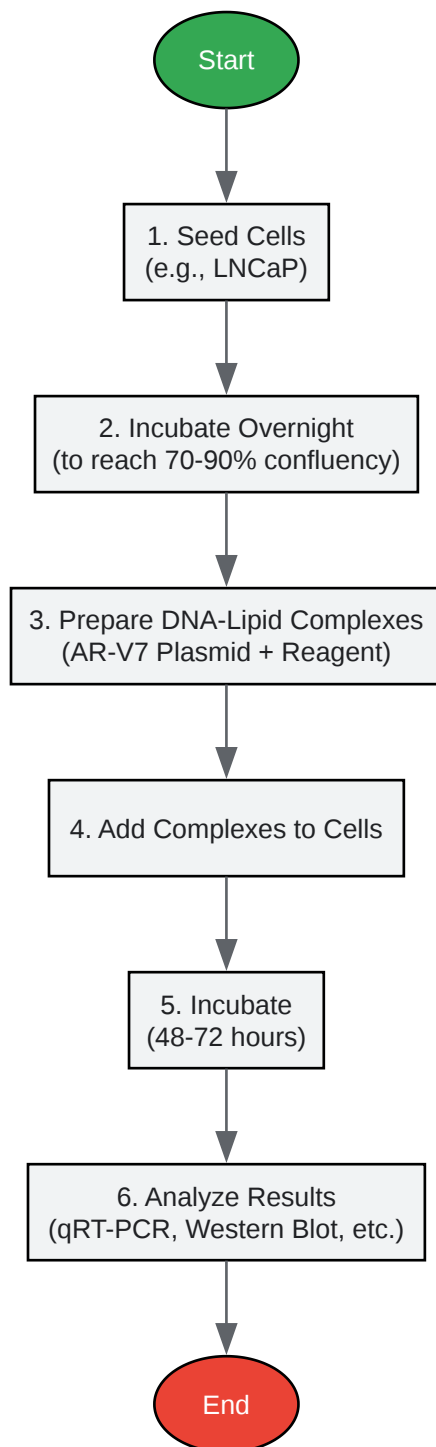 Start
1. Seed Cells
(e.g., LNCaP)
2. Incubate Overnight
(to reach 70-90% confluency)
3. Prepare DNA-Lipid Complexes
(AR-V7 Plasmid + Reagent)
4. Add Complexes to Cells
5. Incubate
(48-72 hours)
6. Analyze Results
(qRT-PCR, Western Blot, etc.)
End